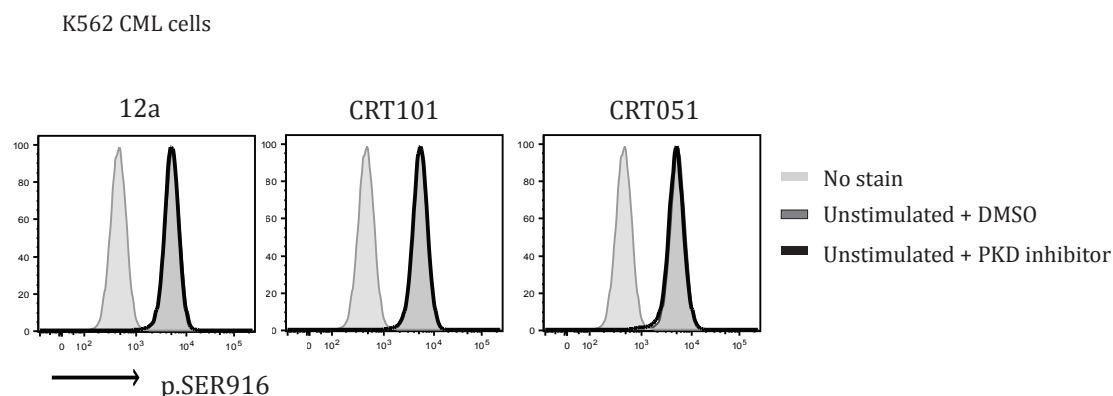 K562 CML cells
12a
CRT101
CRT051
100
80
60
40
20
0
0 10² 10³ 10⁴ 10⁵
100
80
60
40
20
0
0 10² 10³ 10⁴ 10⁵
100
80
60
40
20
0
0 10² 10³ 10⁴ 10⁵
No stain
Unstimulated + DMSO
Unstimulated + PKD inhibitor
p.SER916